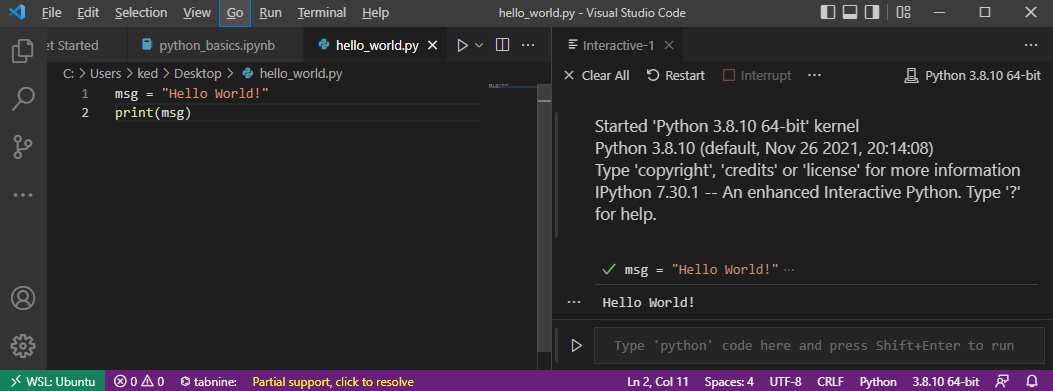 File Edit Selection View Go Run Terminal Help hello_world.py - Visual Studio Code
et Started python_basics.ipynb hello_world.py
C: > Users > ked > Desktop > hello_world.py
1 msg = "Hello World!"
2 print(msg)
Interactive-1
Clear All Restart Interrupt ··· Python 3.8.10 64-bit
Started 'Python 3.8.10 64-bit' kernel
Python 3.8.10 (default, Nov 26 2021, 20:14:08)
Type 'copyright', 'credits' or 'license' for more information
IPython 7.30.1 -- An enhanced Interactive Python. Type '?'
for help.
msg = "Hello World!" ···
Hello World!
Type 'python' code here and press Shift+Enter to run
WSL: Ubuntu 0 0 tabnine: Partial support, click to resolve Ln 2, Col 11 Spaces: 4 UTF-8 CRLF Python 3.8.10 64-bit